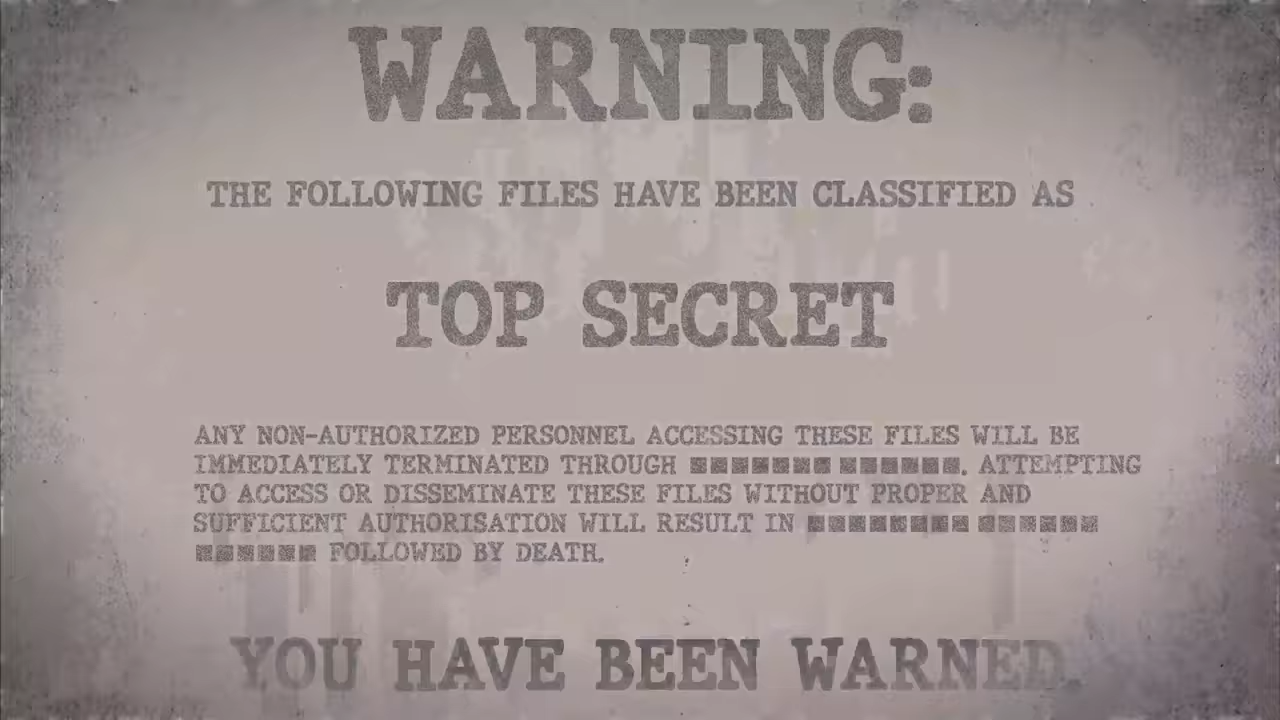 WARNING:
THE FOLLOWING FILES HAVE BEEN CLASSIFIED AS
TOP SECRET
ANY NON-AUTHORIZED PERSONNEL ACCESSING THESE FILES WILL BE
IMMEDIATELY TERMINATED THROUGH ■■■■■■■ ■■■■■■. ATTEMPTING
TO ACCESS OR DISSEMINATE THESE FILES WITHOUT PROPER AND
SUFFICIENT AUTHORISATION WILL RESULT IN ■■■■■■■■ ■■■■■■
■■■■■■ FOLLOWED BY DEATH.
YOU HAVE BEEN WARNED.